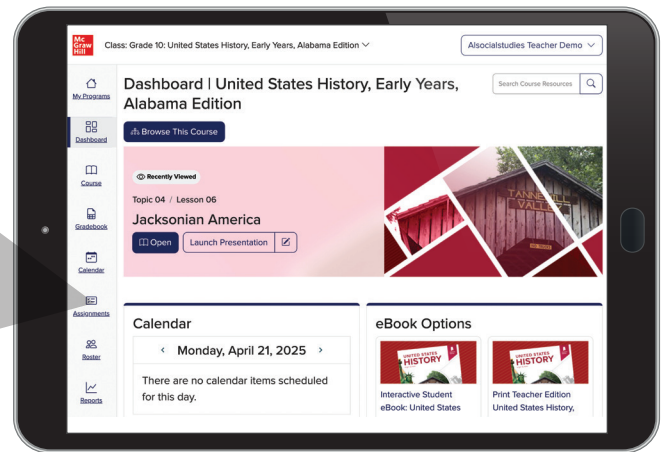 Mc
Graw
Hill
Class: Grade 10: United States History, Early Years, Alabama Edition
Alsocialstudies Teacher Demo
My Programs
Dashboard
Course
Gradebook
Calendar
Assignments
Roster
Reports
Dashboard | United States History, Early Years,
Alabama Edition
Search Course Resources
Browse This Course
Recently Viewed
Topic 04 / Lesson 06
Jacksonian America
Open
Launch Presentation
TANNEHILL
VALLEY
Calendar
‹ Monday, April 21, 2025 ›
There are no calendar items scheduled
for this day.
eBook Options
UNITED STATES
HISTORY
Interactive Student
eBook: United States
UNITED STATES
HISTORY
Print Teacher Edition
United States History,